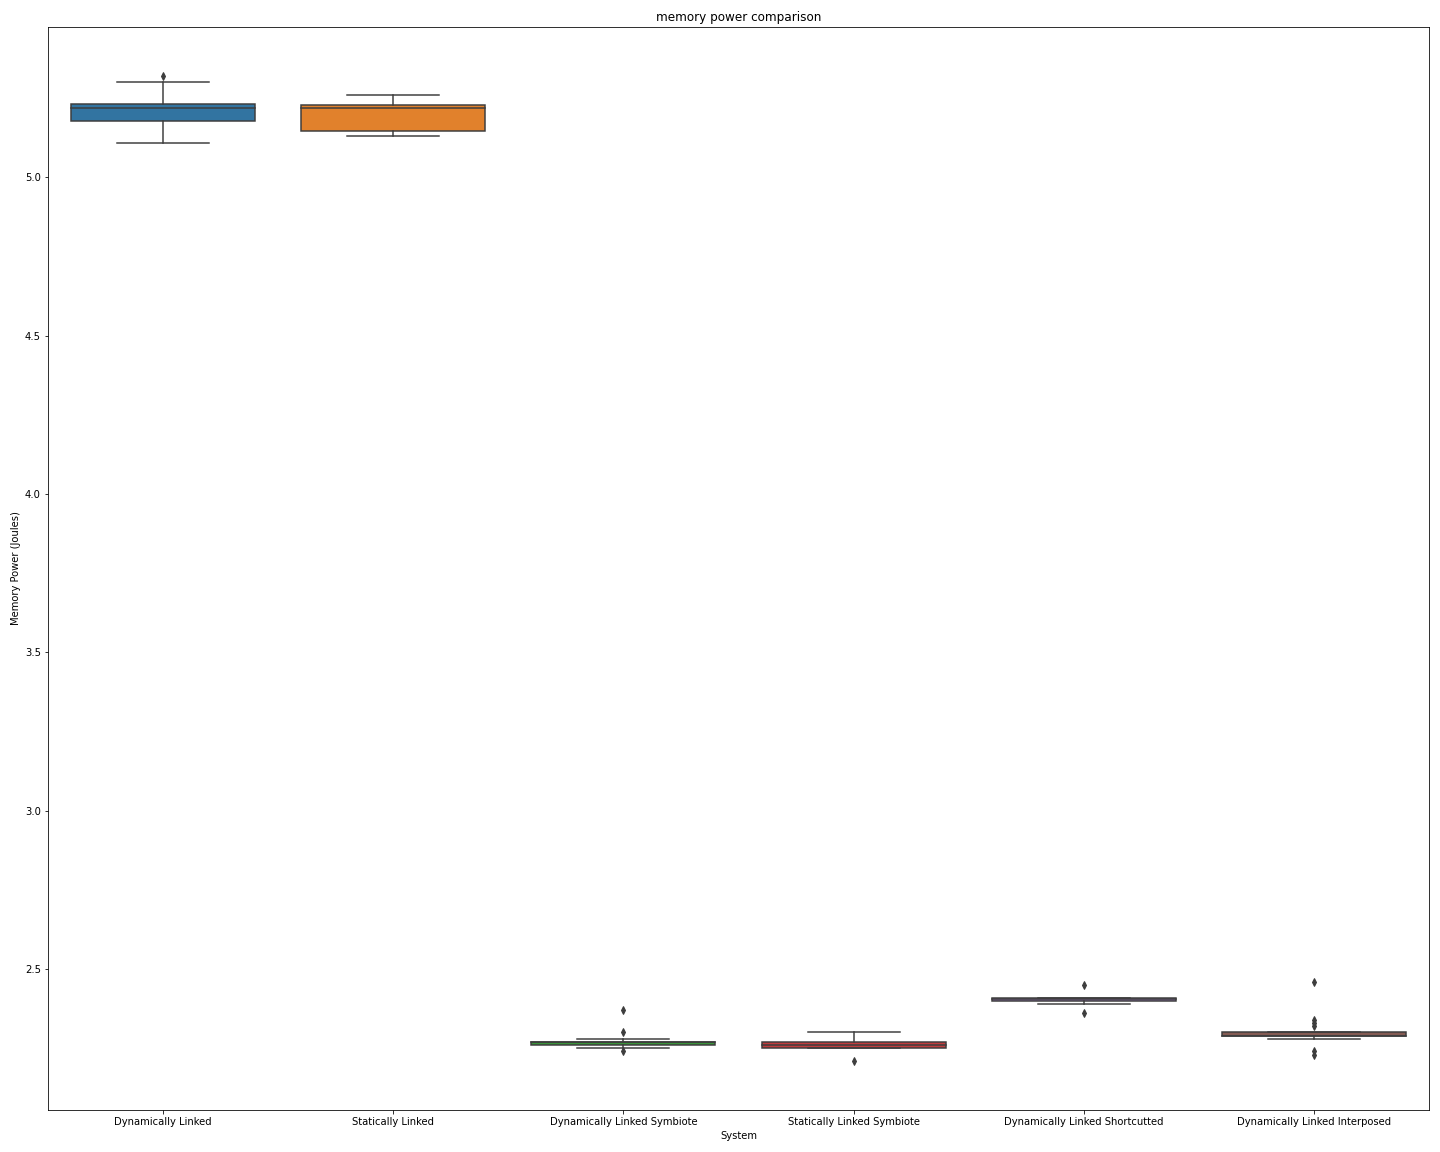 memory power comparison
5.0
4.5
4.0
3.5
3.0
2.5
Memory Power (Joules)
Dynamically Linked
Statically Linked
Dynamically Linked Symbiote
Statically Linked Symbiote
Dynamically Linked Shortcutted
Dynamically Linked Interposed
System